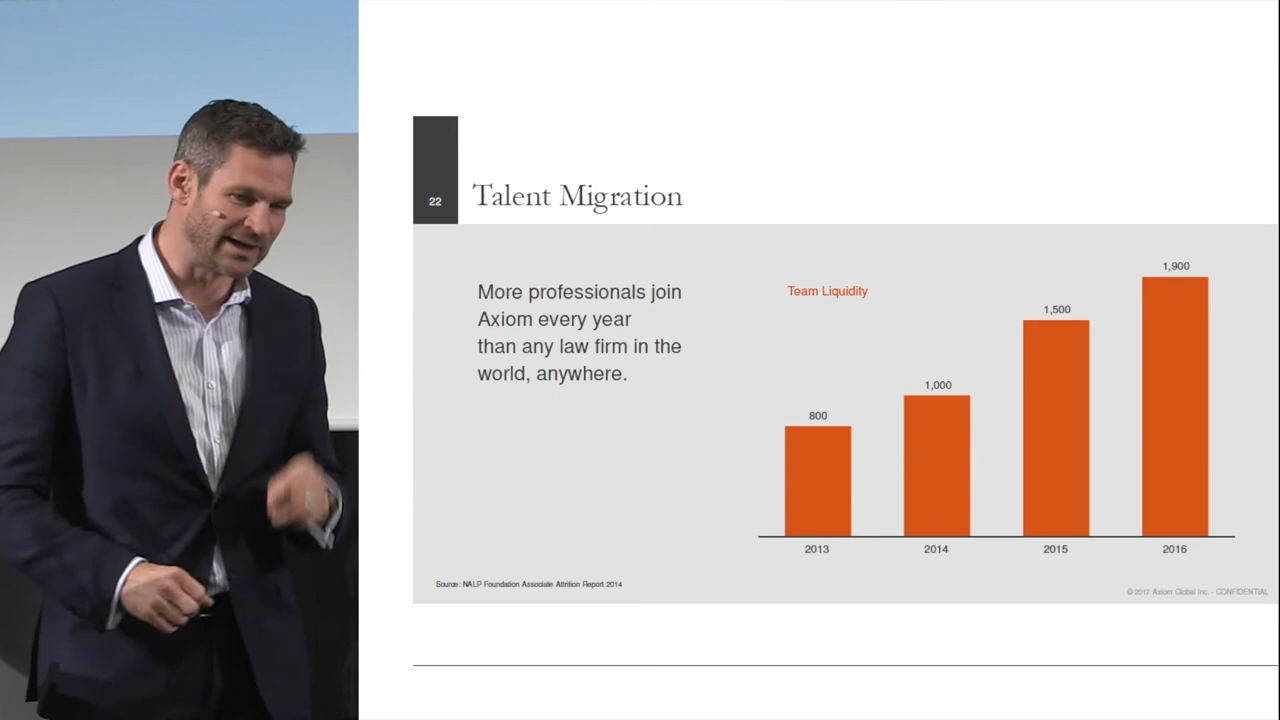 22
Talent Migration
More professionals join
Axiom every year
than any law firm in the
world, anywhere.
Team Liquidity
800
1,000
1,500
1,900
2013
2014
2015
2016
Source: NALP Foundation Associate Attrition Report 2014
© 2017 Axiom Global Inc. - CONFIDENTIAL